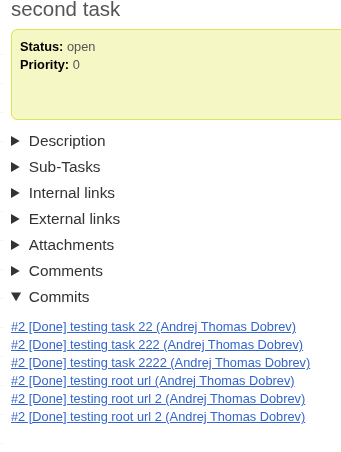 second task
Status: open
Priority: 0
Description
Sub-Tasks
Internal links
External links
Attachments
Comments
Commits
#2 [Done] testing task 22 (Andrej Thomas Dobrev)
#2 [Done] testing task 222 (Andrej Thomas Dobrev)
#2 [Done] testing task 2222 (Andrej Thomas Dobrev)
#2 [Done] testing root url (Andrej Thomas Dobrev)
#2 [Done] testing root url 2 (Andrej Thomas Dobrev)
#2 [Done] testing root url 2 (Andrej Thomas Dobrev)